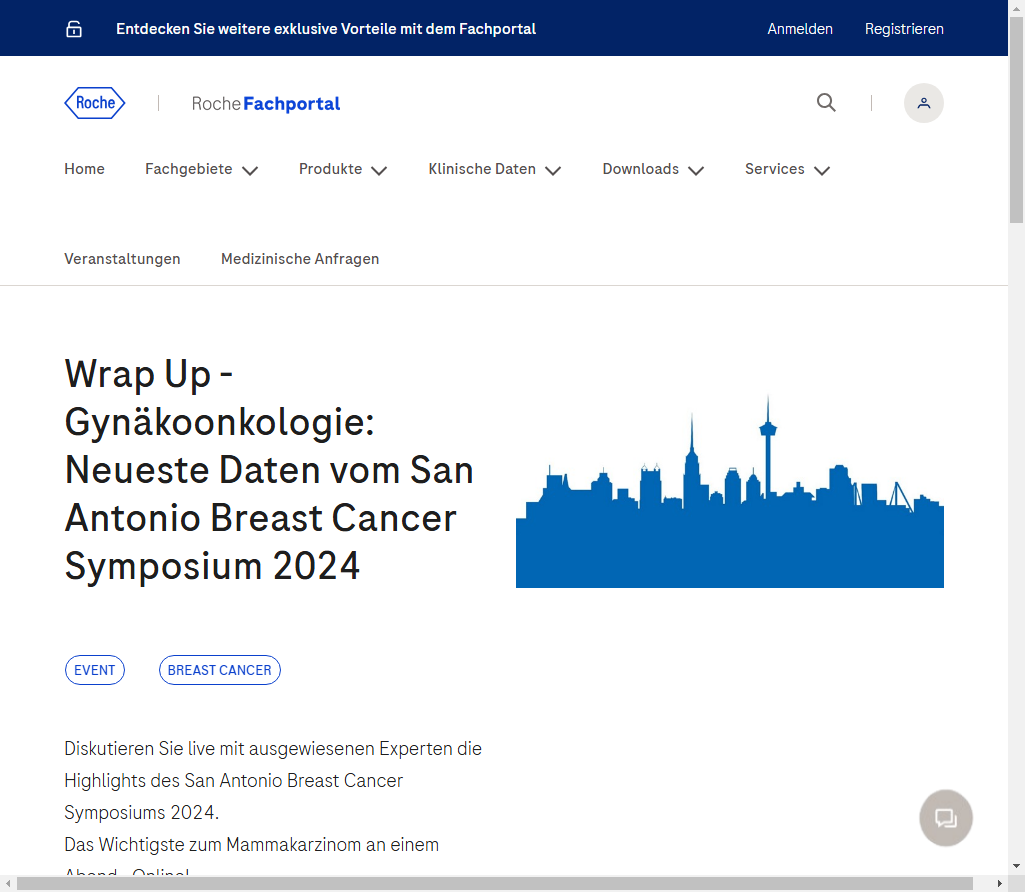 Entdecken Sie weitere exklusive Vorteile mit dem Fachportal
Anmelden
Registrieren
Roche
RocheFachportal
Home
Fachgebiete
Produkte
Klinische Daten
Downloads
Services
Veranstaltungen
Medizinische Anfragen
Wrap Up -
Gynäkoonkologie:
Neueste Daten vom San
Antonio Breast Cancer
Symposium 2024
EVENT
BREAST CANCER
Diskutieren Sie live mit ausgewiesenen Experten die
Highlights des San Antonio Breast Cancer
Symposiums 2024.
Das Wichtigste zum Mammakarzinom an einem
Abend - Online!